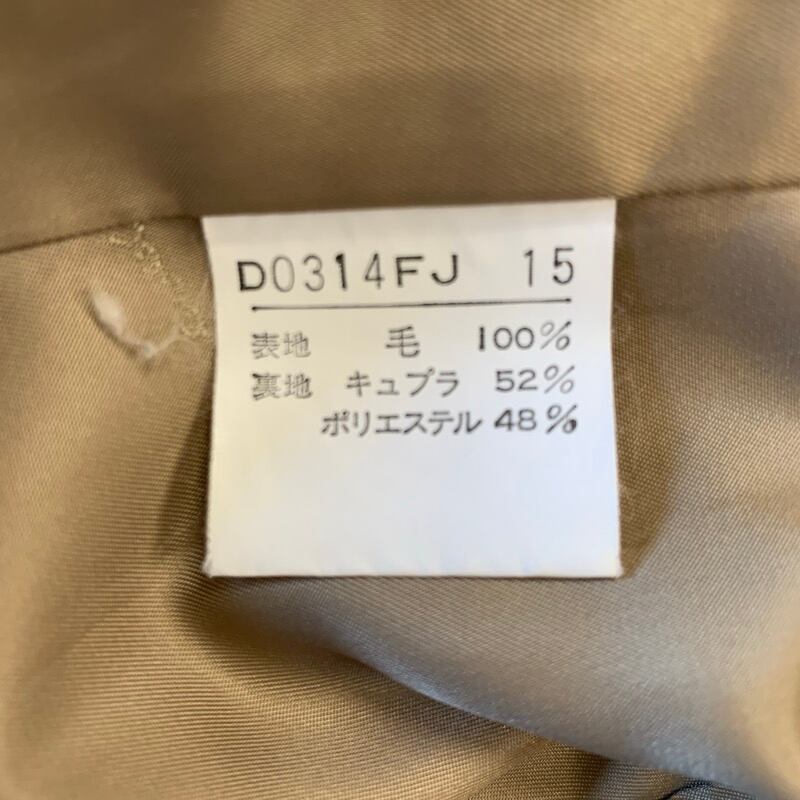 D0314FJ 15
表地 毛 100%
裏地 キュプラ 52%
ポリエステル 48%